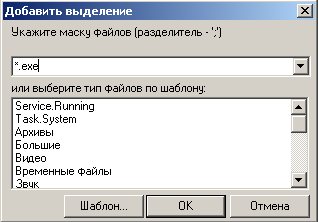 Добавить выделение
Укажите маску файлов (разделитель - ';')
*.exe
или выберите тип файлов по шаблону:
Service.Running
Task.System
Архивы
Большие
Видео
Временные файлы
Звук
Шаблон... OK Отмена